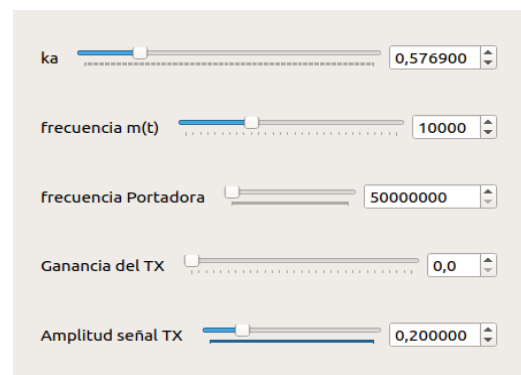 ka 0,576900
frecuencia m(t) 10000
frecuencia Portadora 50000000
Ganancia del TX 0,0
Amplitud señal TX 0,200000